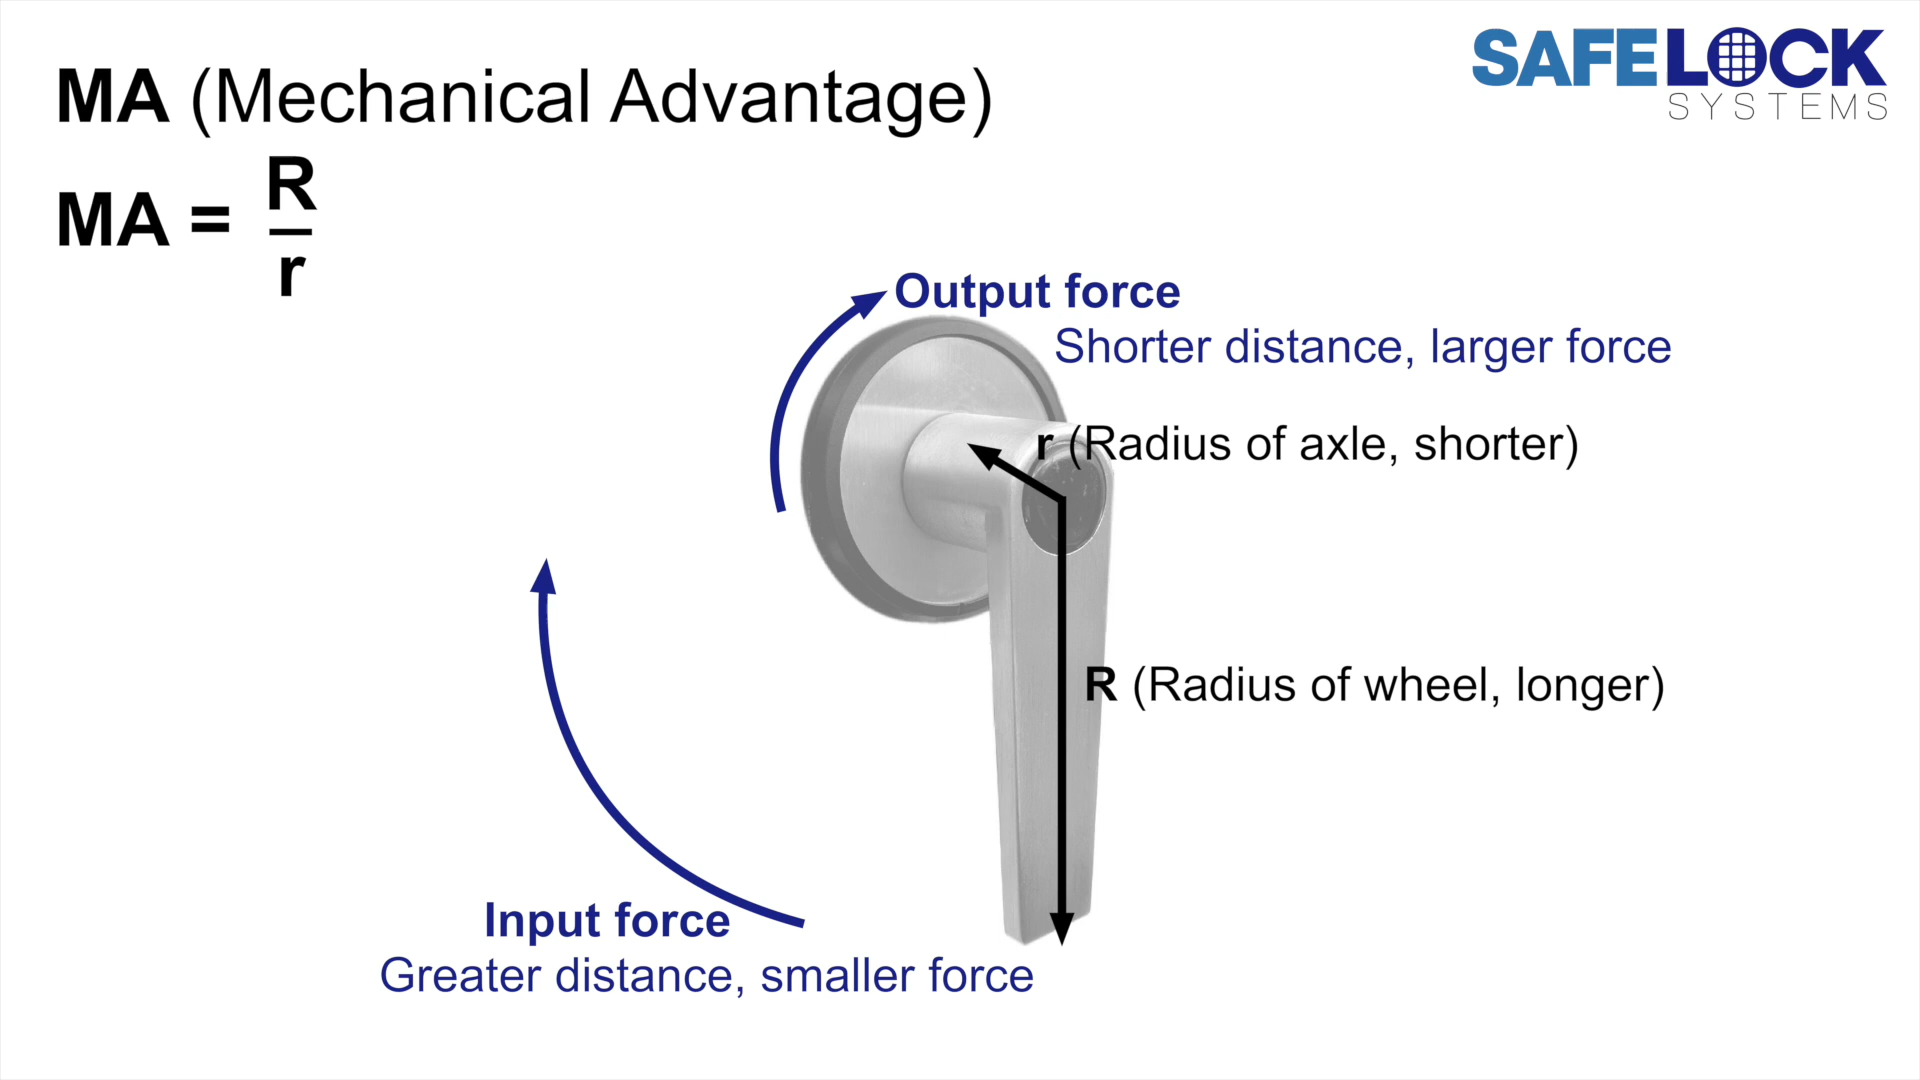 SAFELOCK
SYSTEMS
MA (Mechanical Advantage)
MA = R
r
Output force
Shorter distance, larger force
r (Radius of axle, shorter)
R (Radius of wheel, longer)
Input force
Greater distance, smaller force